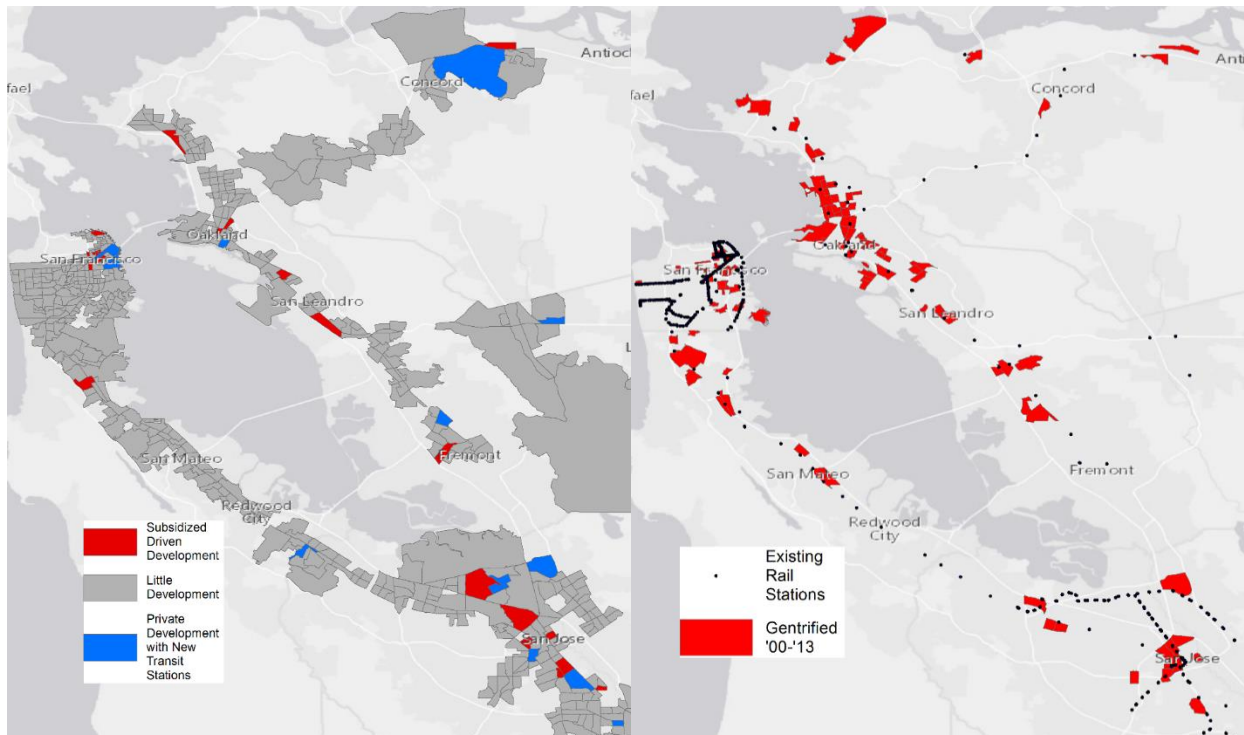 Antioch
Concord
fael
Oakland
San Francisco
San Leandro
L
Fremont
San Mateo
Redwood
City
San Jose
Subsidized
Driven
Development
Little
Development
Private
Development
with New
Transit
Stations
Ant
Concord
fael
Oakland
San Francisco
San Leandro
L
Fremont
San Mateo
Redwood
City
San Jose
Existing
Rail
Stations
Gentrified
'00-'13